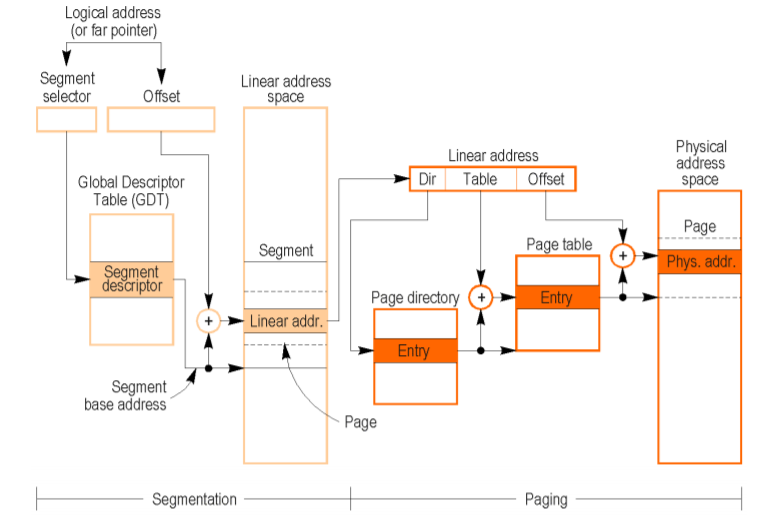 Logical address
(or far pointer)
Segment
selector
Offset
Linear address
space
Global Descriptor
Table (GDT)
Segment
descriptor
+
Segment
base address
Segment
Linear addr.
Page
Linear address
Dir
Table
Offset
Page directory
Entry
+
Page table
Entry
+
Physical
address
space
Page
Phys. addr.
Segmentation
Paging